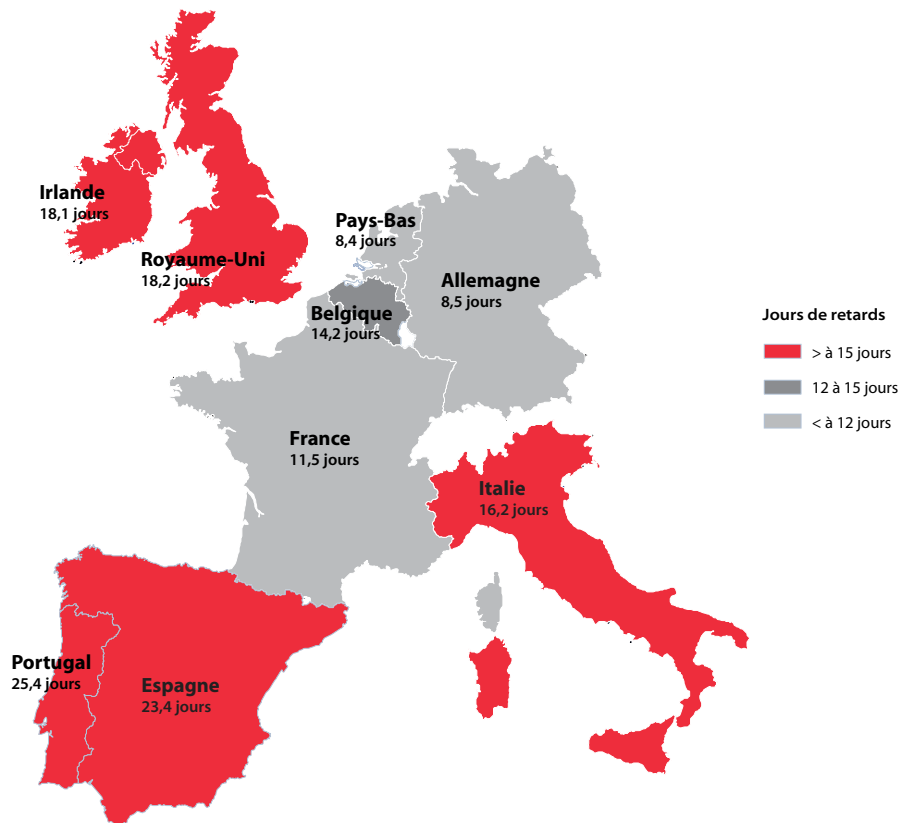 Irlande
18,1 jours
Royaume-Uni
18,2 jours
Pays-Bas
8,4 jours
Allemagne
8,5 jours
Belgique
14,2 jours
France
11,5 jours
Italie
16,2 jours
Portugal
25,4 jours
Espagne
23,4 jours
Jours de retards
> à 15 jours
12 à 15 jours
< à 12 jours